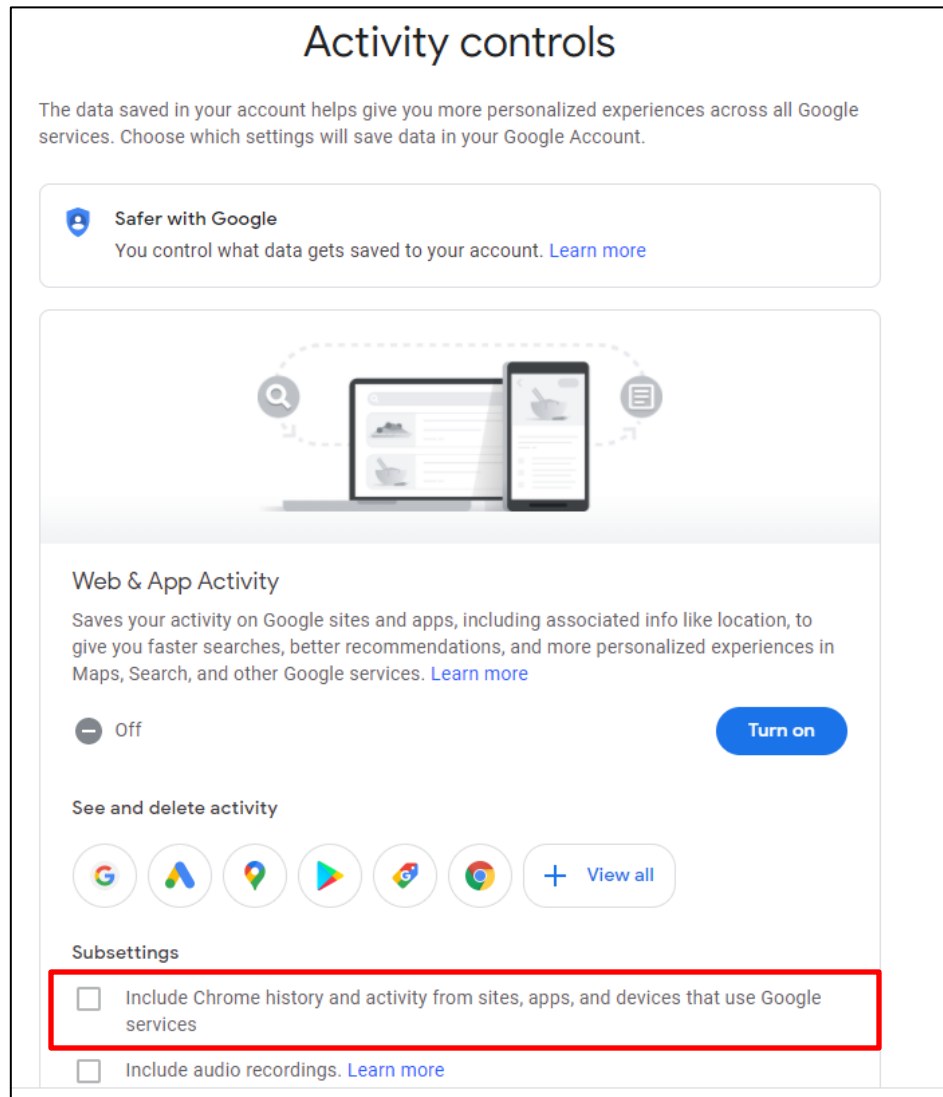 Activity controls
The data saved in your account helps give you more personalized experiences across all Google
services. Choose which settings will save data in your Google Account.
Safer with Google
You control what data gets saved to your account. Learn more
Web & App Activity
Saves your activity on Google sites and apps, including associated info like location, to
give you faster searches, better recommendations, and more personalized experiences in
Maps, Search, and other Google services. Learn more
Off
Turn on
See and delete activity
View all
Subsettings
Include Chrome history and activity from sites, apps, and devices that use Google
services
Include audio recordings. Learn more